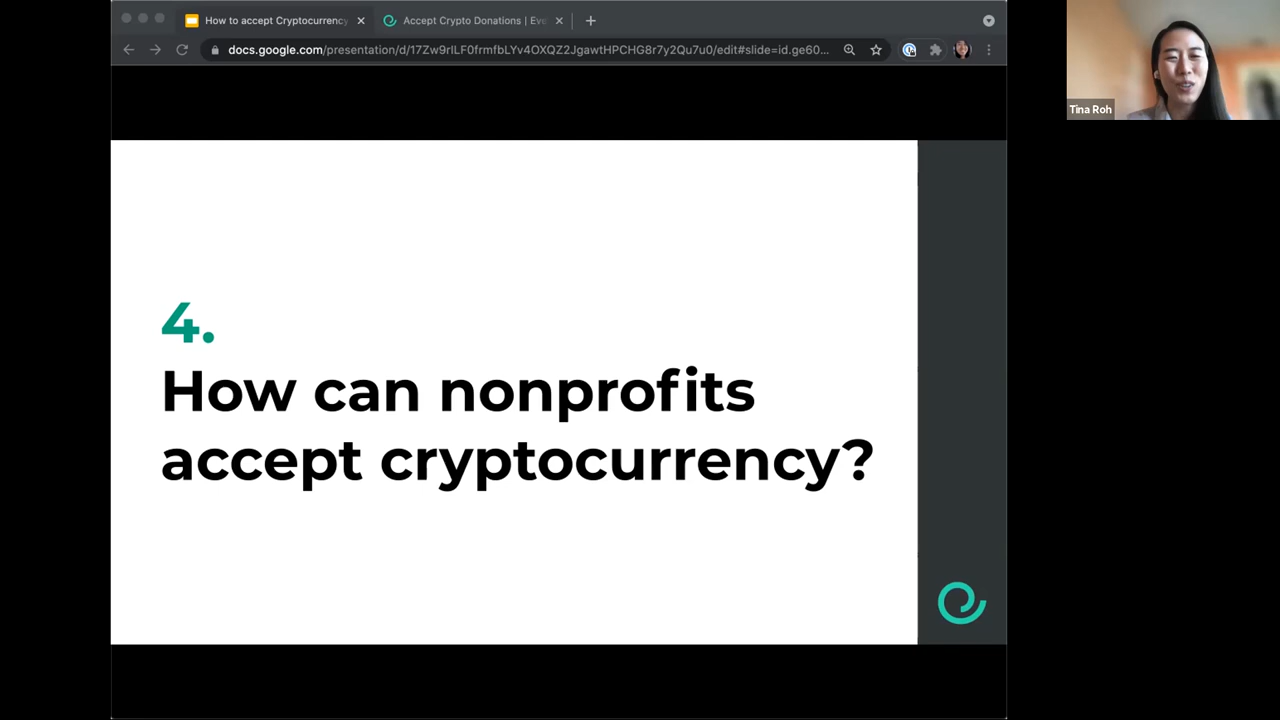 How to accept Cryptocurrency
Accept Crypto Donations | Eve
docs.google.com/presentation/d/17Zw9rILF0frmfbLYv4OXQZ2JgawtHPCHG8r7y2Qu7u0/edit#slide=id.ge60...
Tina Roh
4.
How can nonprofits
accept cryptocurrency?